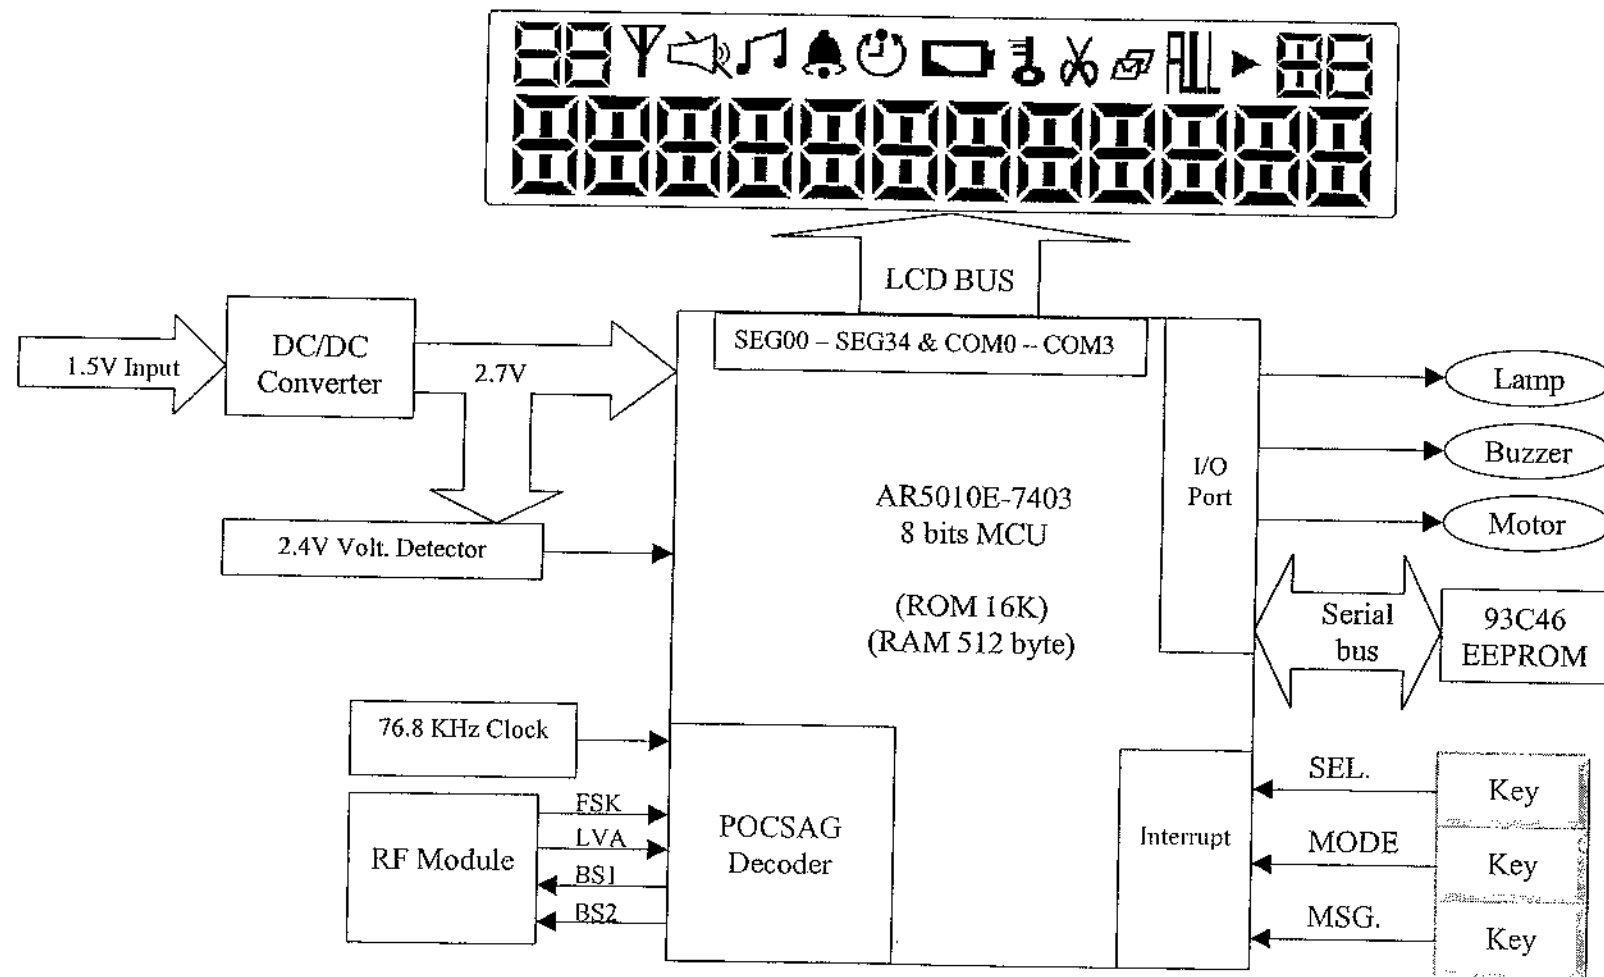 ALL
LCD BUS
SEG00 – SEG34 & COM0 -- COM3
1.5V Input
DC/DC
Converter
2.7V
2.4V Volt. Detector
AR5010E-7403
8 bits MCU
(ROM 16K)
(RAM 512 byte)
I/O
Port
Lamp
Buzzer
Motor
Serial
bus
93C46
EEPROM
76.8 KHz Clock
RF Module
FSK
LVA
BS1
BS2
POCSAG
Decoder
Interrupt
SEL.
MODE
MSG.
Key
Key
Key